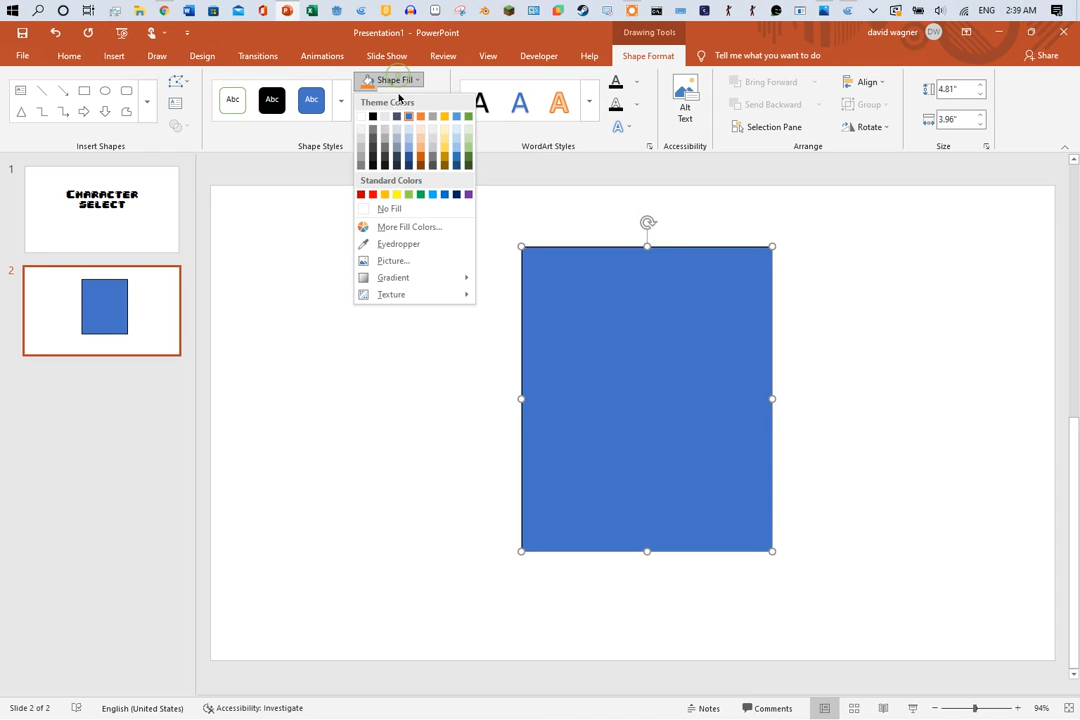 ENG 2:39 AM
Presentation1 - PowerPoint
Drawing Tools
david wagner DW
File Home Insert Draw Design Transitions Animations Slide Show Review View Developer Help Shape Format Tell me what you want to do Share
Shape Fill
Abc Abc Abc
A A A
A
A
A
Alt
Text
Bring Forward
Send Backward
Selection Pane
Align
Group
Rotate
4.81"
3.96"
Insert Shapes Shape Styles WordArt Styles Accessibility Arrange Size
Theme Colors
Standard Colors
No Fill
More Fill Colors...
Eyedropper
Picture...
Gradient
Texture
1
CHARACTER
SELECT
2
Slide 2 of 2 English (United States) Accessibility: Investigate Notes Comments 94%